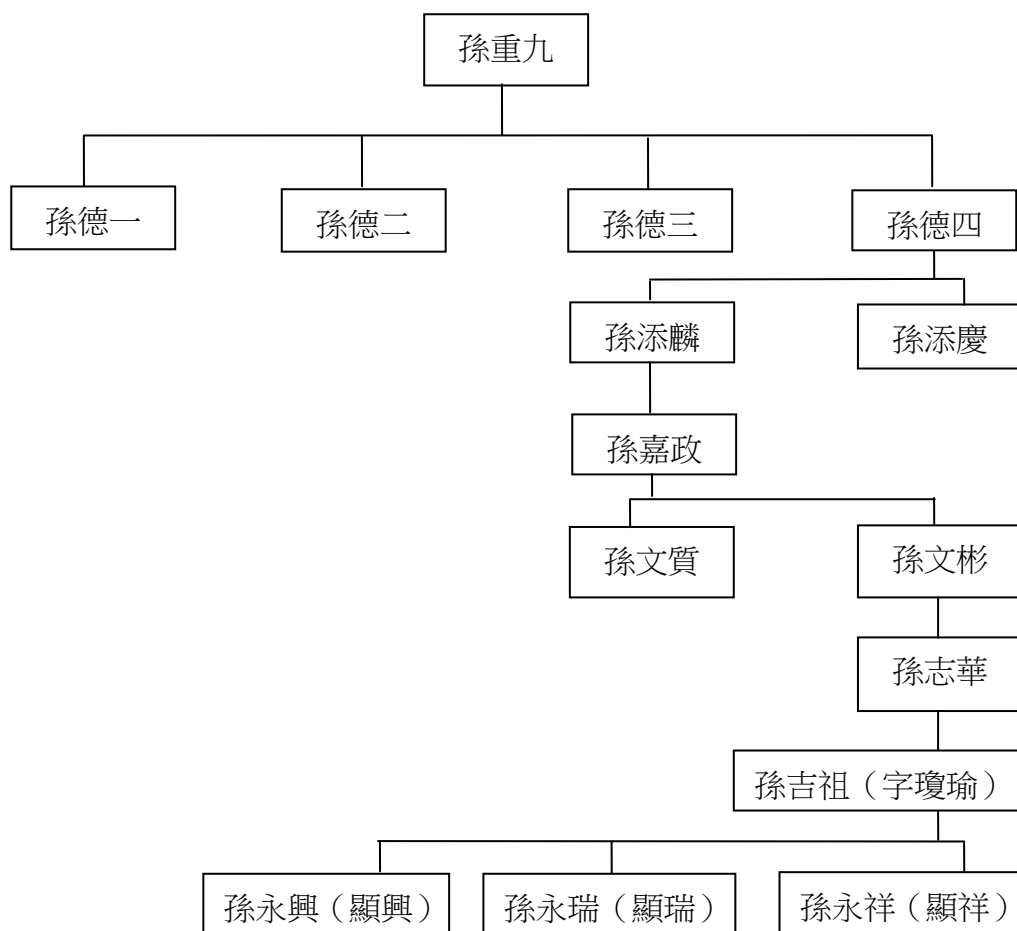 孫重九
孫德一
孫德二
孫德三
孫德四
孫添麟
孫添慶
孫嘉政
孫文質
孫文彬
孫志華
孫吉祖（字瓊瑜）
孫永興（顯興）
孫永瑞（顯瑞）
孫永祥（顯祥）